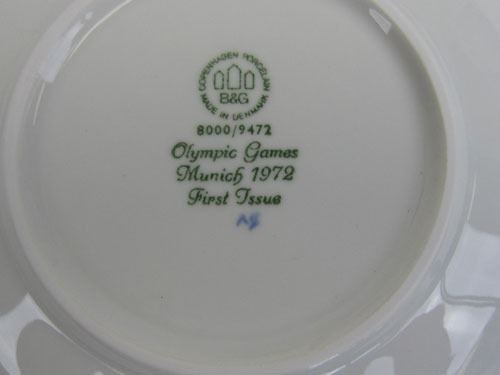 COPENHAGEN PORCELAIN
B&G
MADE IN DENMARK
8000/9472
Olympic Games
Munich 1972
First Issue